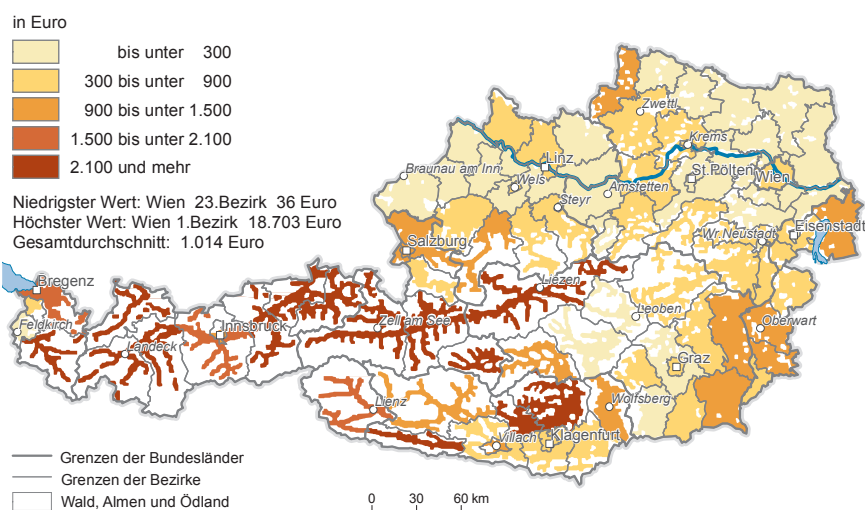 in Euro
bis unter 300
300 bis unter 900
900 bis unter 1.500
1.500 bis unter 2.100
2.100 und mehr
Niedrigster Wert: Wien 23.Bezirk 36 Euro
Höchster Wert: Wien 1.Bezirk 18.703 Euro
Gesamtdurchschnitt: 1.014 Euro
Zwettl
Krems
Linz
Braunau am Inn
Wels
St.Pölten
Wien
Amstetten
Steyr
Eisenstadt
Wr.Neustadt
Salzburg
Bregenz
Liezen
Leoben
Feldkirch
Innsbruck
Zell am See
Oberwart
Landeck
Graz
Lienz
Wolfsberg
Villach
Klagenfurt
Grenzen der Bundesländer
Grenzen der Bezirke
Wald, Almen und Ödland
0 30 60 km